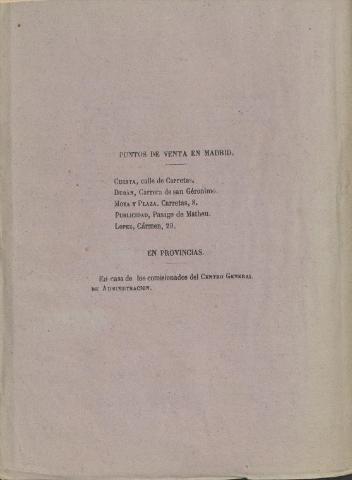 PUNTOS DE VENTA EN MADRID.
CUESTA, calle de Carretas.
DURÁN, Carrera de san Gerónimo.
MOYA Y PLAZA, Carretas, 8.
PUBLICIDAD, Pasage de Matheu.
LOPEZ, Cármen, 29.
EN PROVINCIAS.
En casa de los comisionados del CENTRO GENERAL
DE ADMINISTRACION.